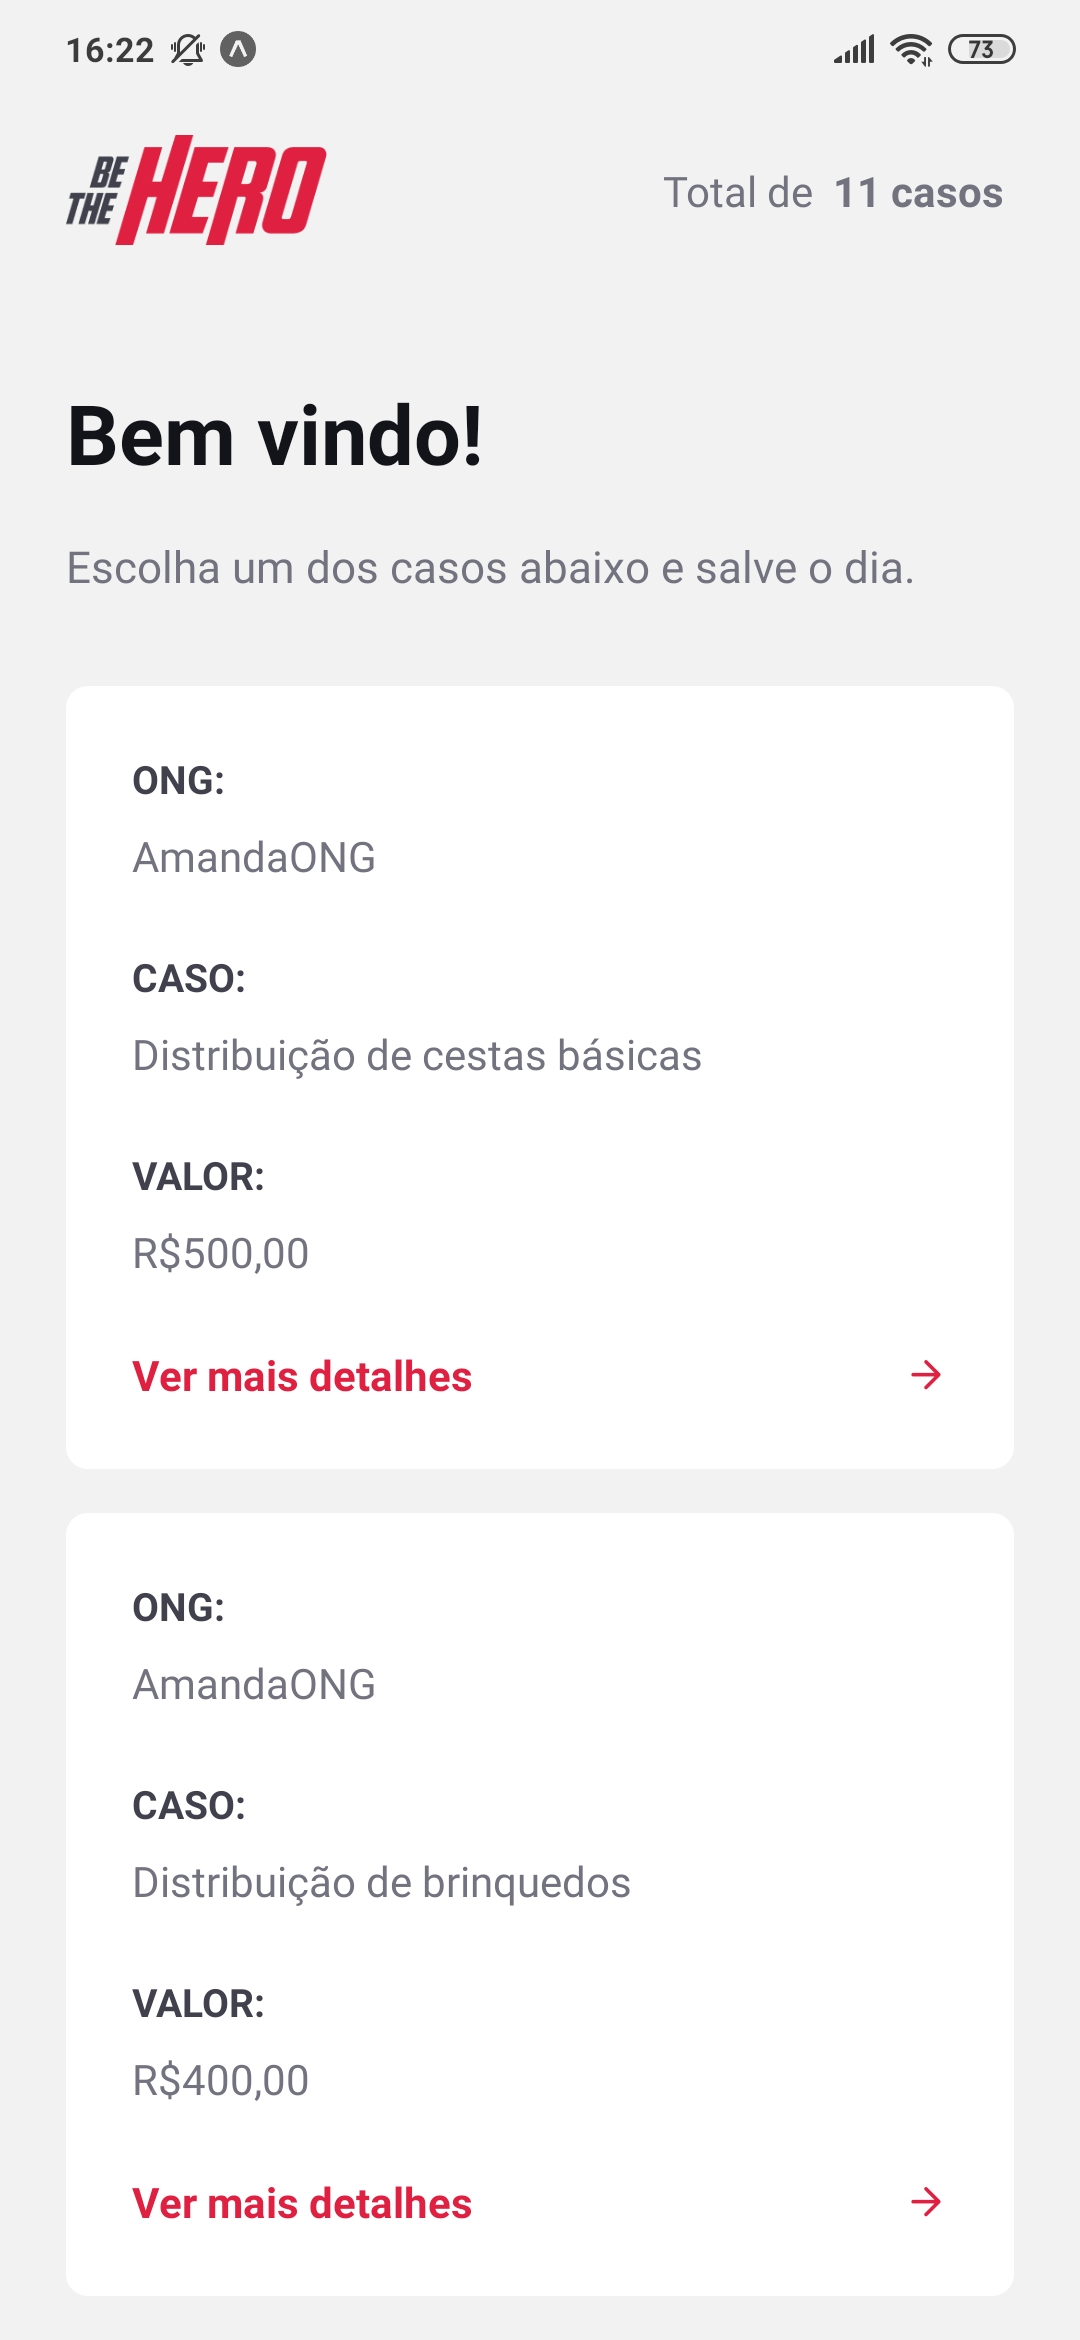 16:22
73
BE THE HERO
Total de 11 casos
Bem vindo!
Escolha um dos casos abaixo e salve o dia.
ONG:
AmandaONG
CASO:
Distribuição de cestas básicas
VALOR:
R$500,00
Ver mais detalhes
ONG:
AmandaONG
CASO:
Distribuição de brinquedos
VALOR:
R$400,00
Ver mais detalhes